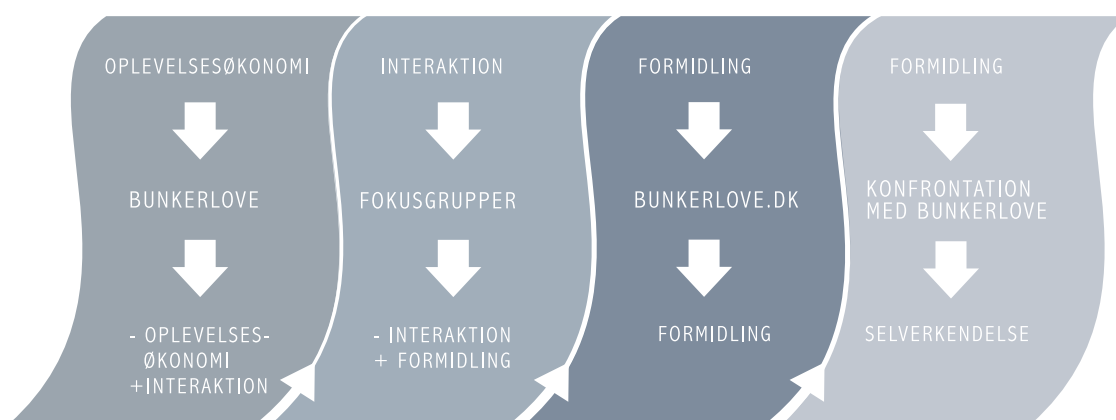 OPLEVELSESØKONOMI
BUNKERLOVE
- OPLEVELSES-
ØKONOMI
+INTERAKTION
INTERAKTION
FOKUSGRUPPER
- INTERAKTION
+ FORMIDLING
FORMIDLING
BUNKERLOVE.DK
FORMIDLING
FORMIDLING
KONFRONTATION
MED BUNKERLOVE
SELVERKENDELSE